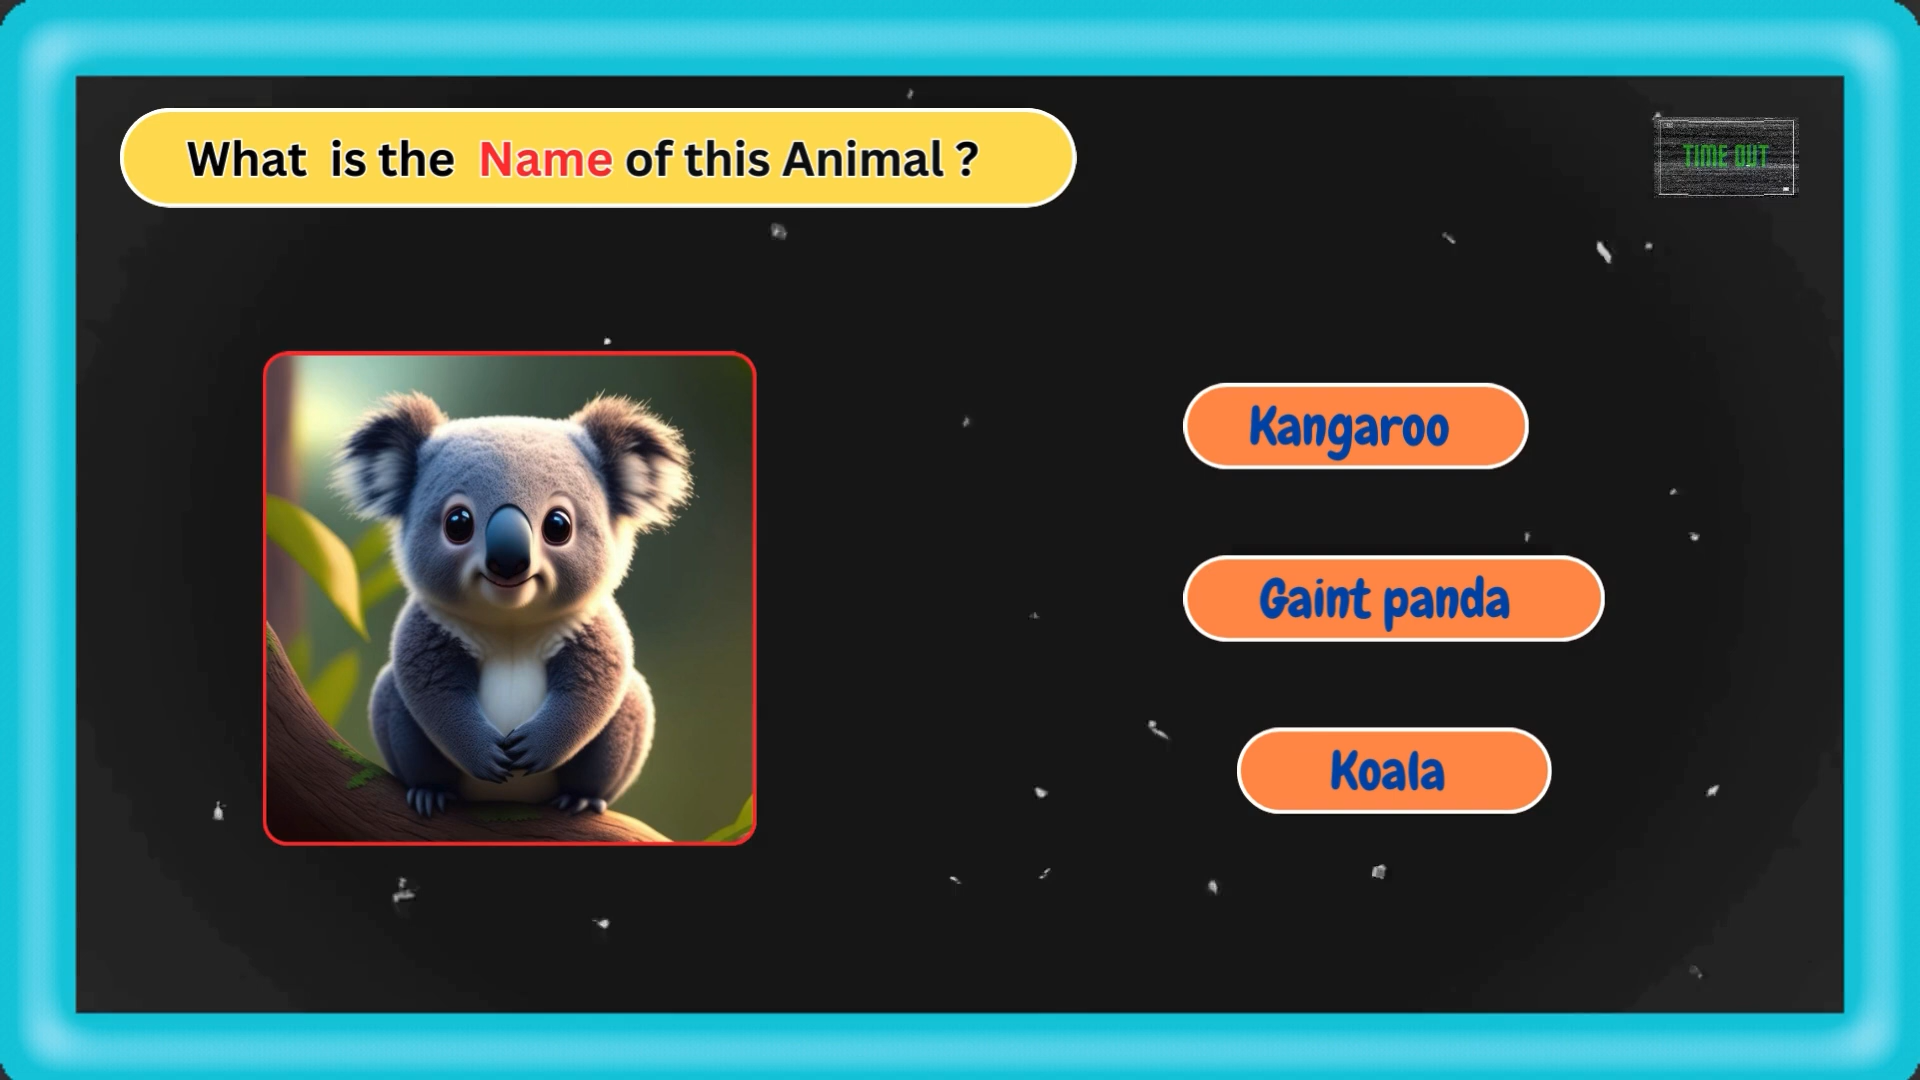 What is the Name of this Animal ?
TIME OUT
Kangaroo
Gaint panda
Koala